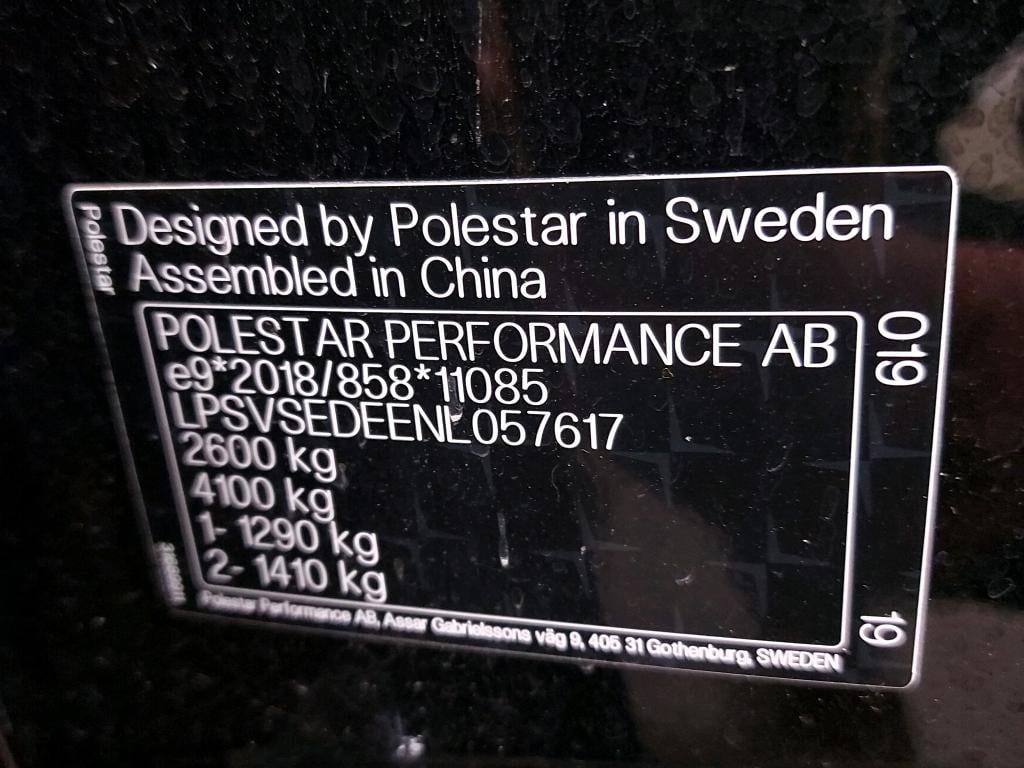 Polestar
Designed by Polestar in Sweden
Assembled in China
POLESTAR PERFORMANCE AB
e9*2018/858*11085
LPSVSEDEENL057617
2600 kg
4100 kg
1- 1290 kg
2- 1410 kg
019
19
Polestar Performance AB, Assar Gabrielssons väg 9, 405 31 Gothenburg, SWEDEN